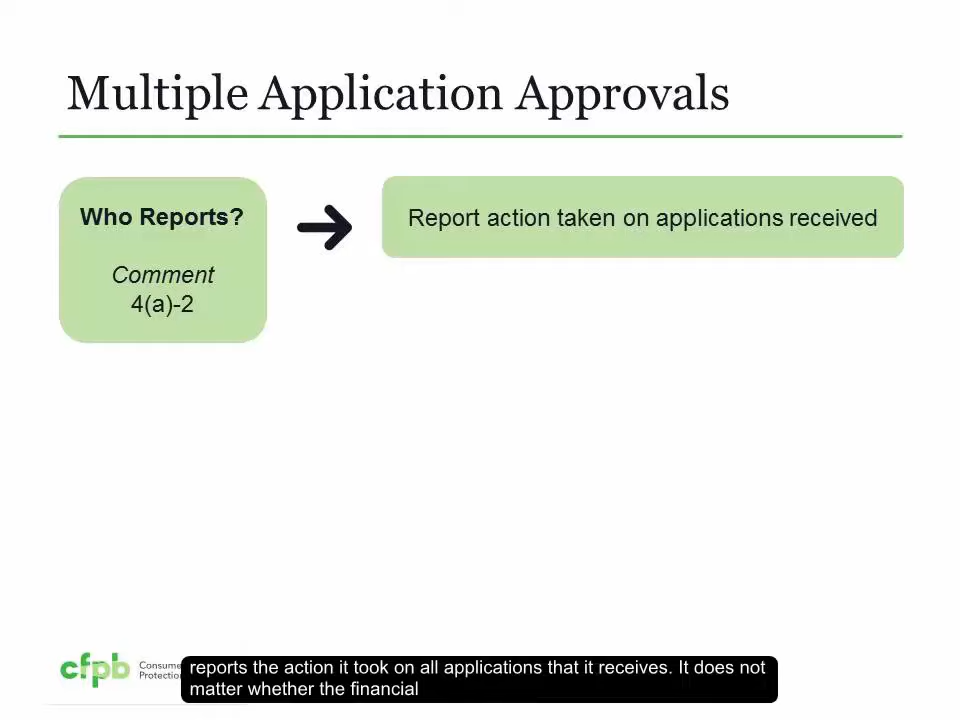 Multiple Application Approvals
Who Reports?
Comment
4(a)-2
Report action taken on applications received
cfpb
Protection
reports the action it took on all applications that it receives. It does not
matter whether the financial